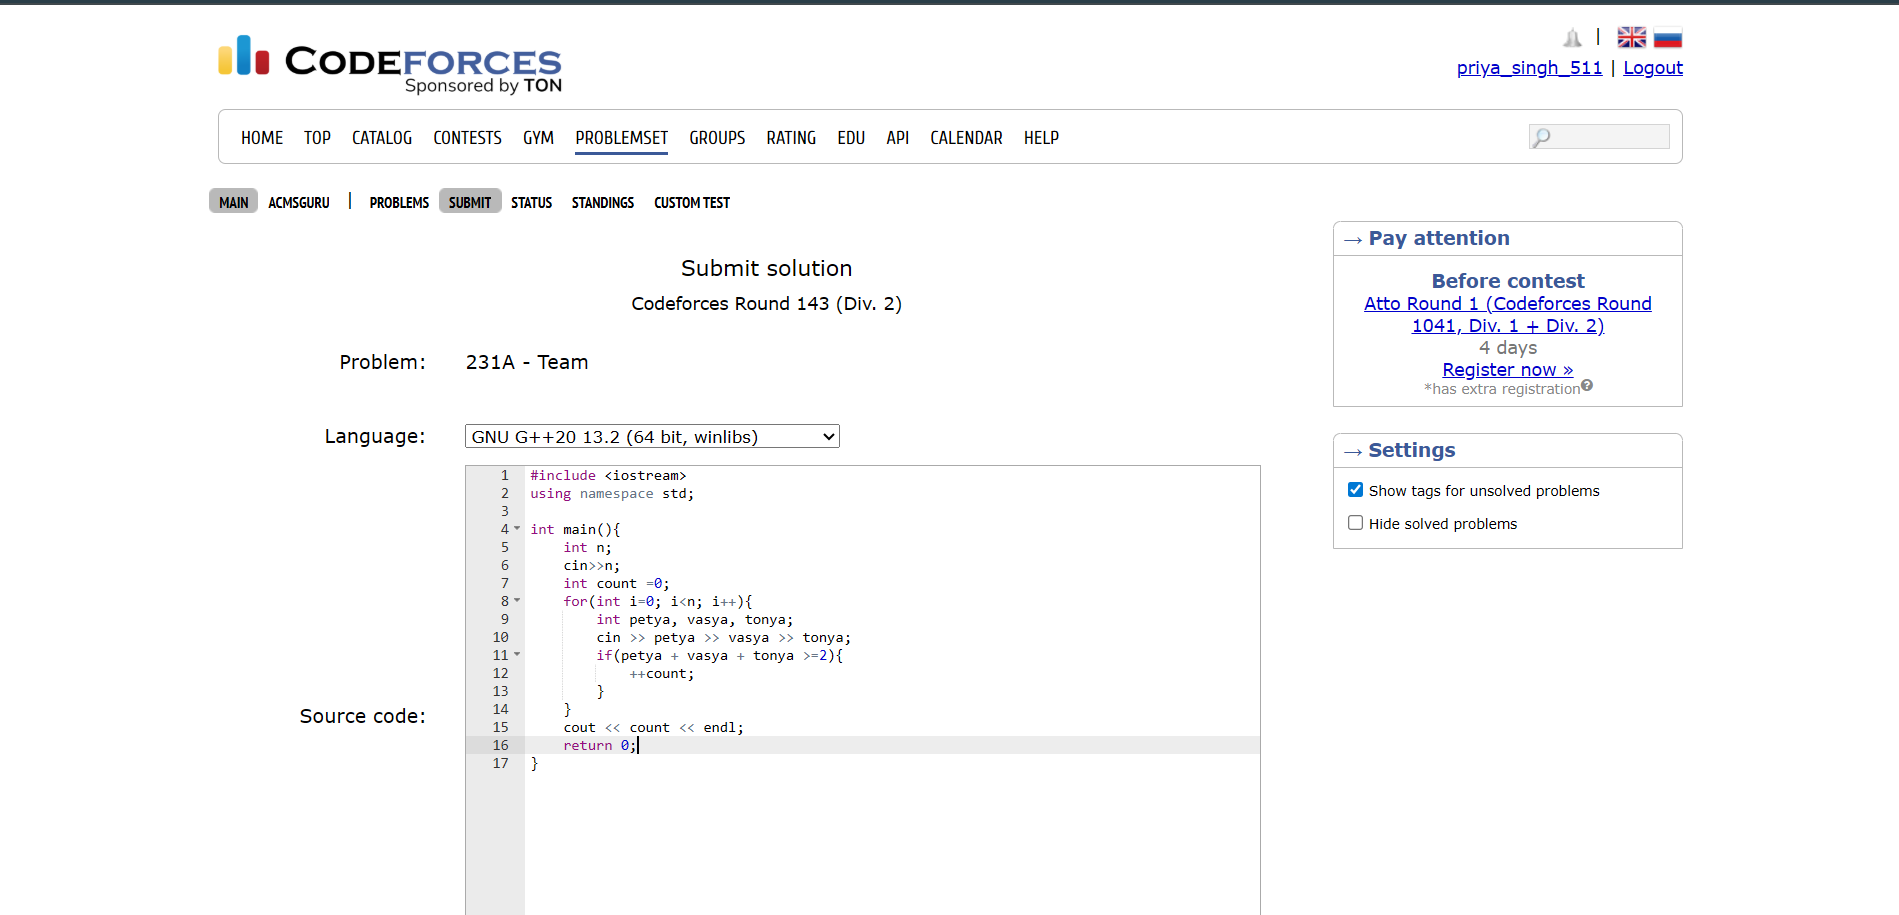 CODEFORCES
Sponsored by TON
|
priya_singh_511 | Logout
HOME TOP CATALOG CONTESTS GYM PROBLEMSET GROUPS RATING EDU API CALENDAR HELP
MAIN ACMSGURU | PROBLEMS SUBMIT STATUS STANDINGS CUSTOM TEST
Submit solution
Codeforces Round 143 (Div. 2)
Problem: 231A - Team
Language: GNU G++20 13.2 (64 bit, winlibs)
Source code:
1 #include <iostream>
2 using namespace std;
3
4 int main(){
5     int n;
6     cin>>n;
7     int count =0;
8     for(int i=0; i<n; i++){
9         int petya, vasya, tonya;
10         cin >> petya >> vasya >> tonya;
11         if(petya + vasya + tonya >=2){
12             ++count;
13         }
14     }
15     cout << count << endl;
16     return 0;
17 }
→ Pay attention
Before contest
Atto Round 1 (Codeforces Round
1041, Div. 1 + Div. 2)
4 days
Register now »
*has extra registration?
→ Settings
Show tags for unsolved problems
Hide solved problems